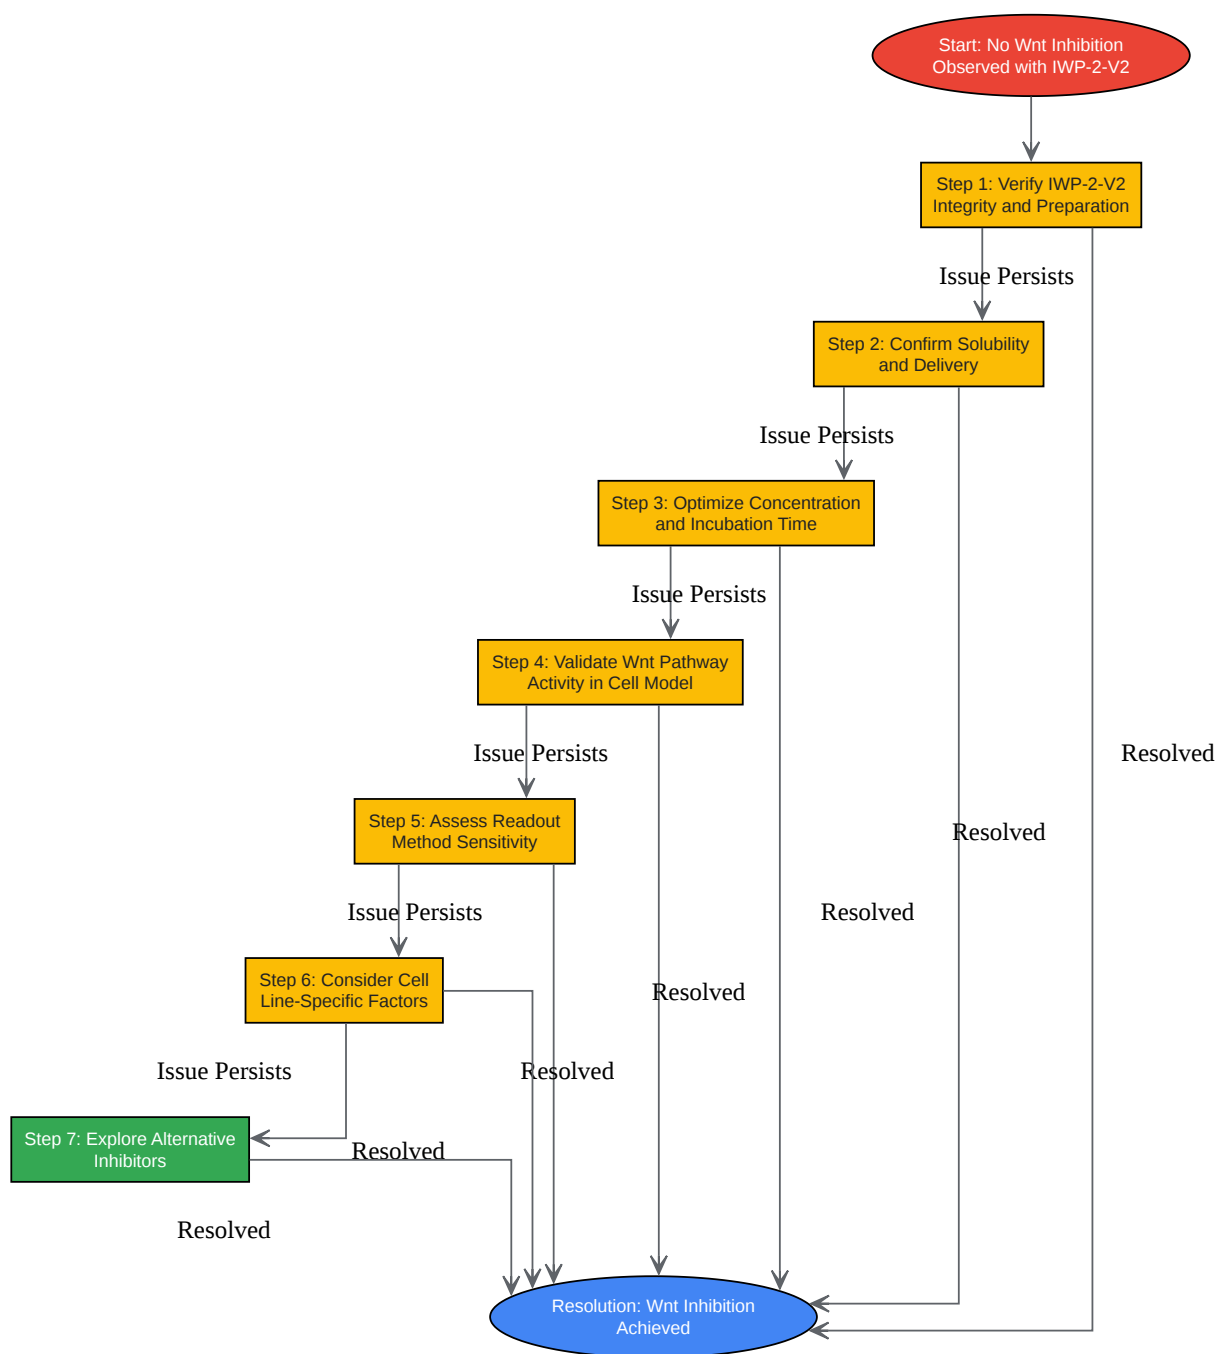 Start: No Wnt Inhibition
Observed with IWP-2-V2
Step 1: Verify IWP-2-V2
Integrity and Preparation
Issue Persists
Step 2: Confirm Solubility
and Delivery
Issue Persists
Step 3: Optimize Concentration
and Incubation Time
Issue Persists
Step 4: Validate Wnt Pathway
Activity in Cell Model
Issue Persists
Resolved
Step 5: Assess Readout
Method Sensitivity
Resolved
Issue Persists
Resolved
Step 6: Consider Cell
Line-Specific Factors
Resolved
Issue Persists
Resolved
Step 7: Explore Alternative
Inhibitors
Resolved
Resolved
Resolution: Wnt Inhibition
Achieved